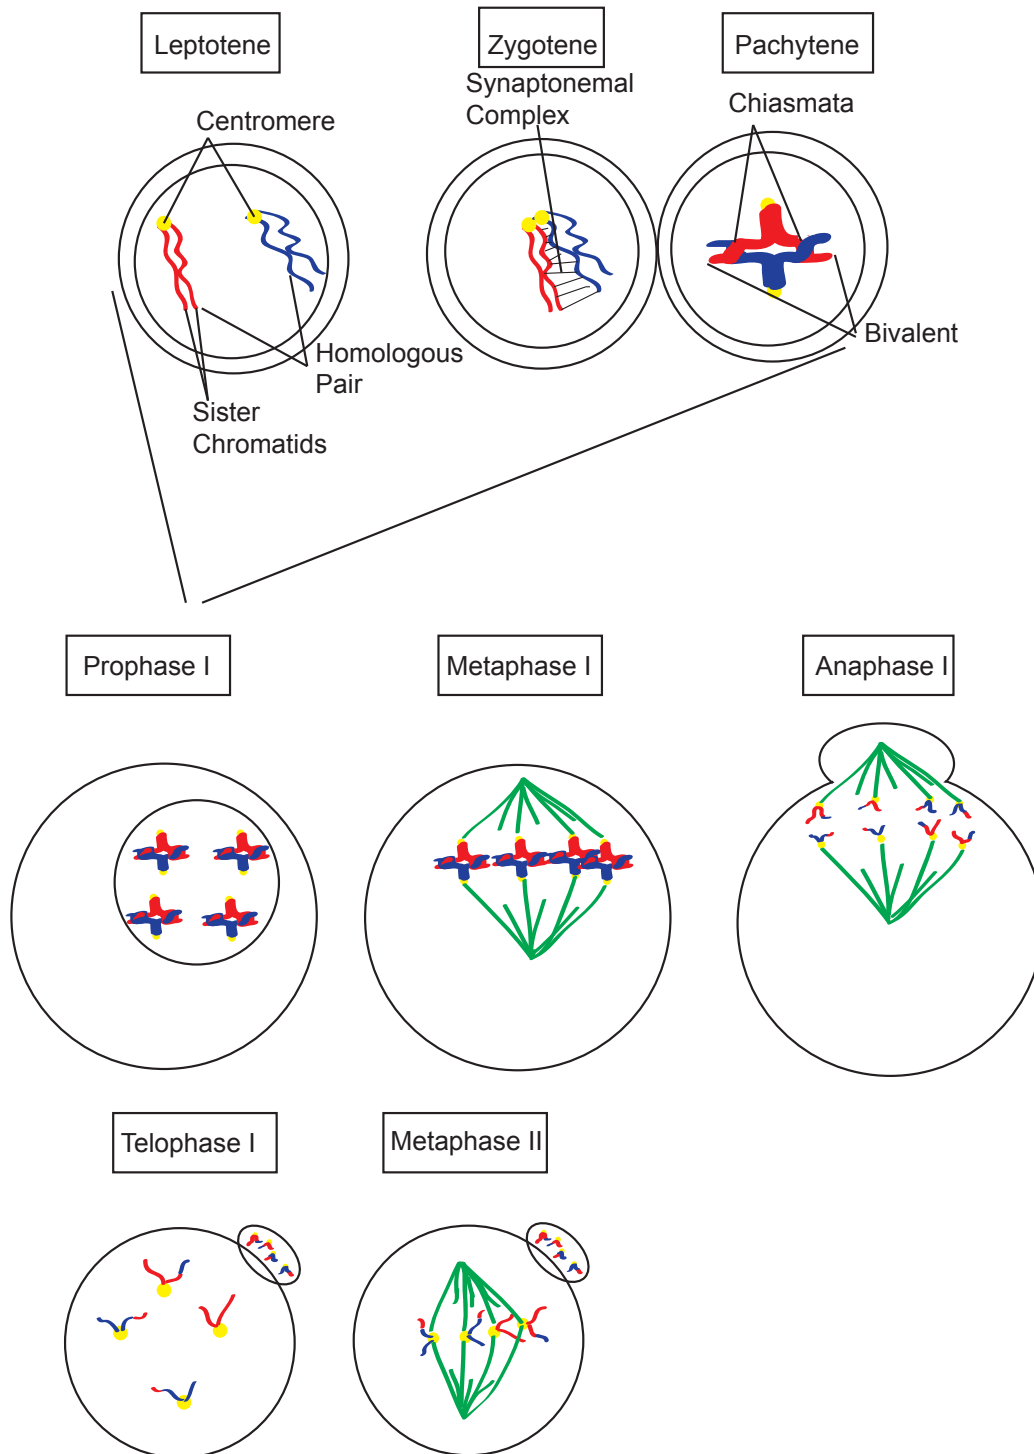 Leptotene
Zygotene
Pachytene
Synaptonemal
Complex
Chiasmata
Centromere
Homologous
Pair
Bivalent
Sister
Chromatids
Prophase I
Metaphase I
Anaphase I
Telophase I
Metaphase II